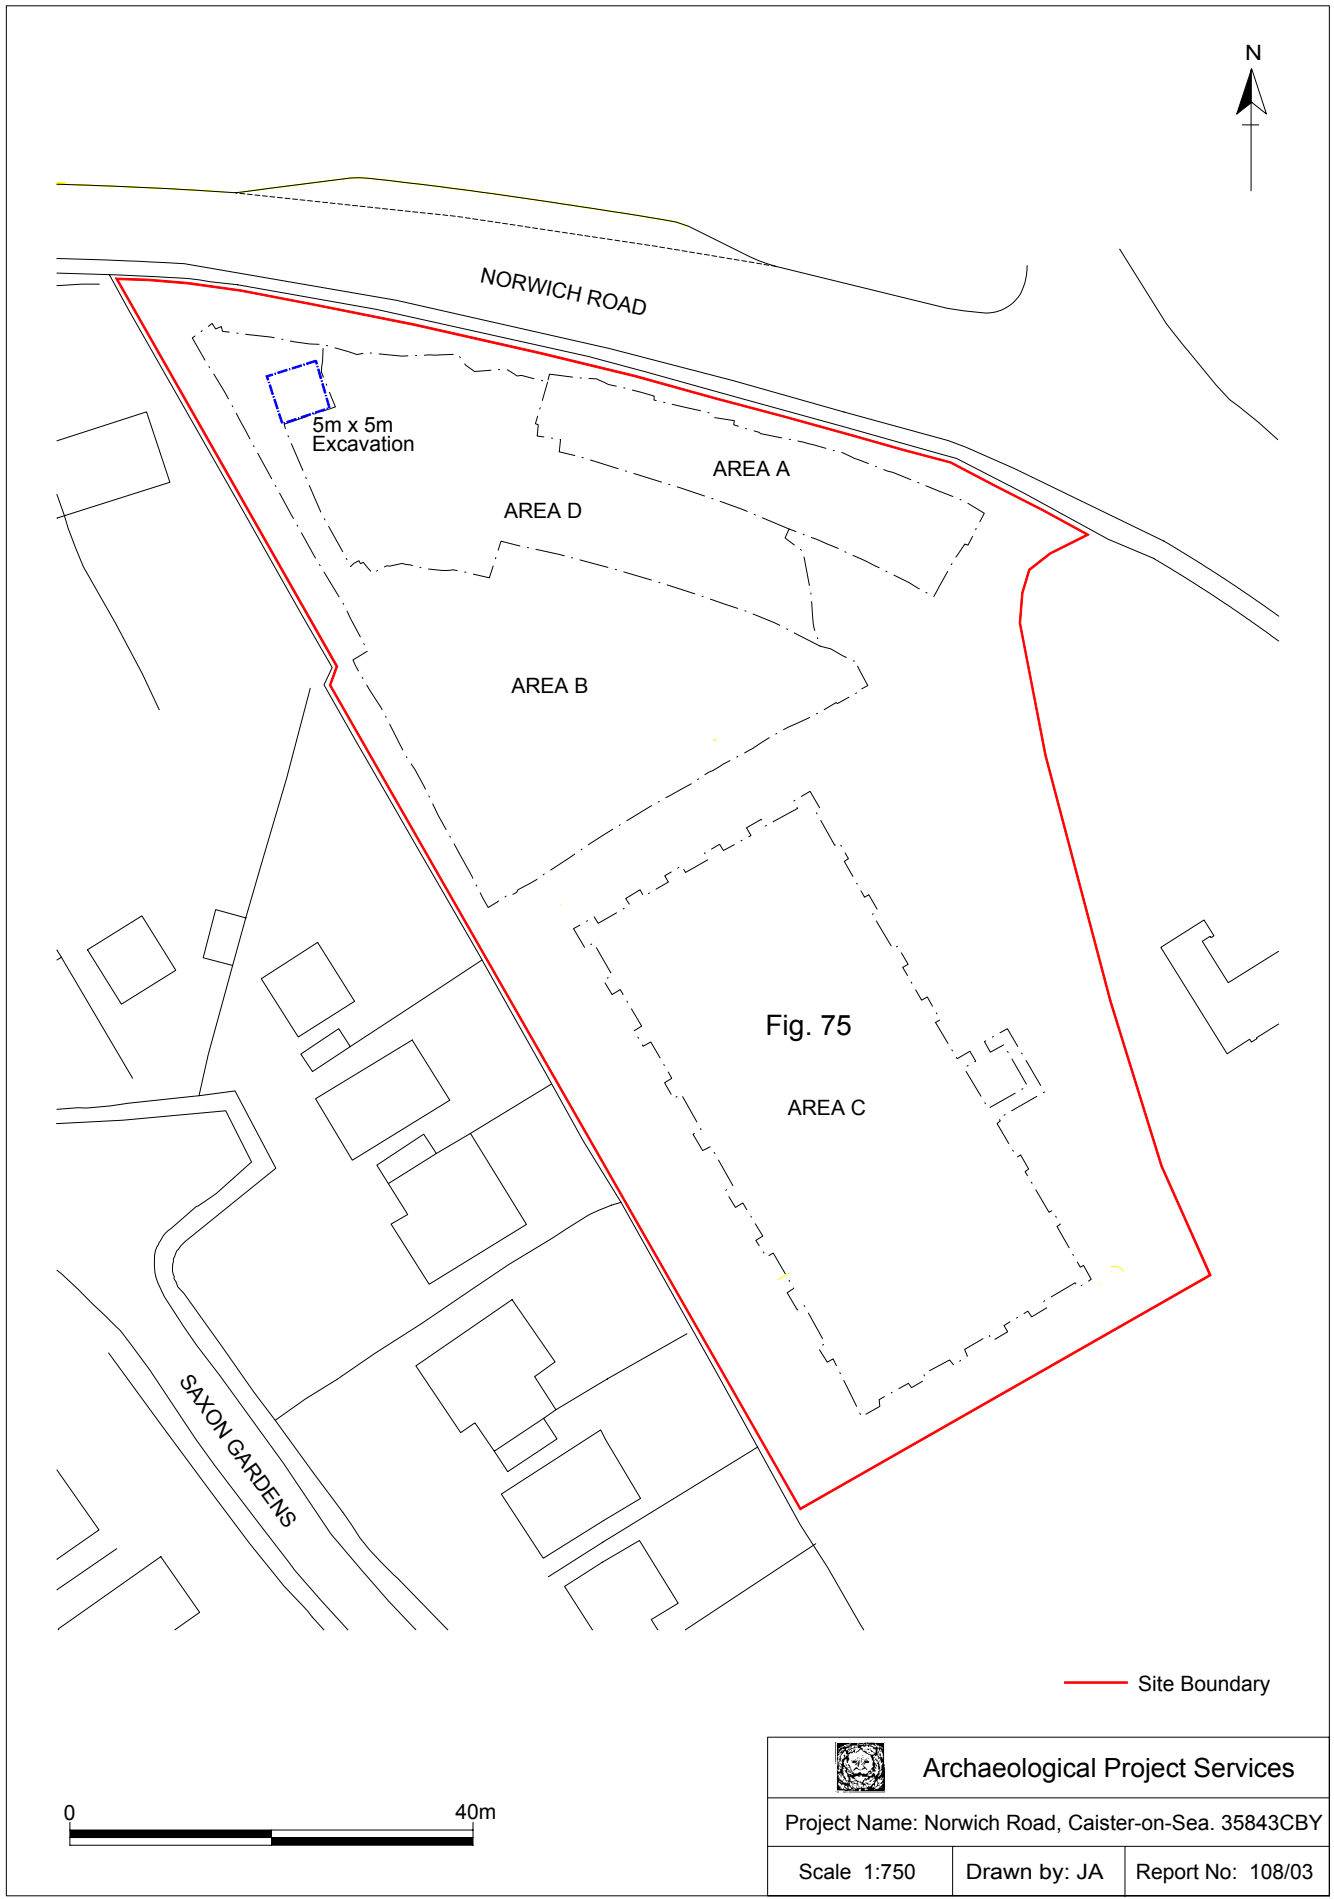 N
NORWICH ROAD
5m x 5m
Excavation
AREA A
AREA D
AREA B
Fig. 75
AREA C
SAXON GARDENS
Site Boundary
0 40m
Archaeological Project Services
Project Name: Norwich Road, Caister-on-Sea. 35843CBY
Scale 1:750
Drawn by: JA
Report No: 108/03